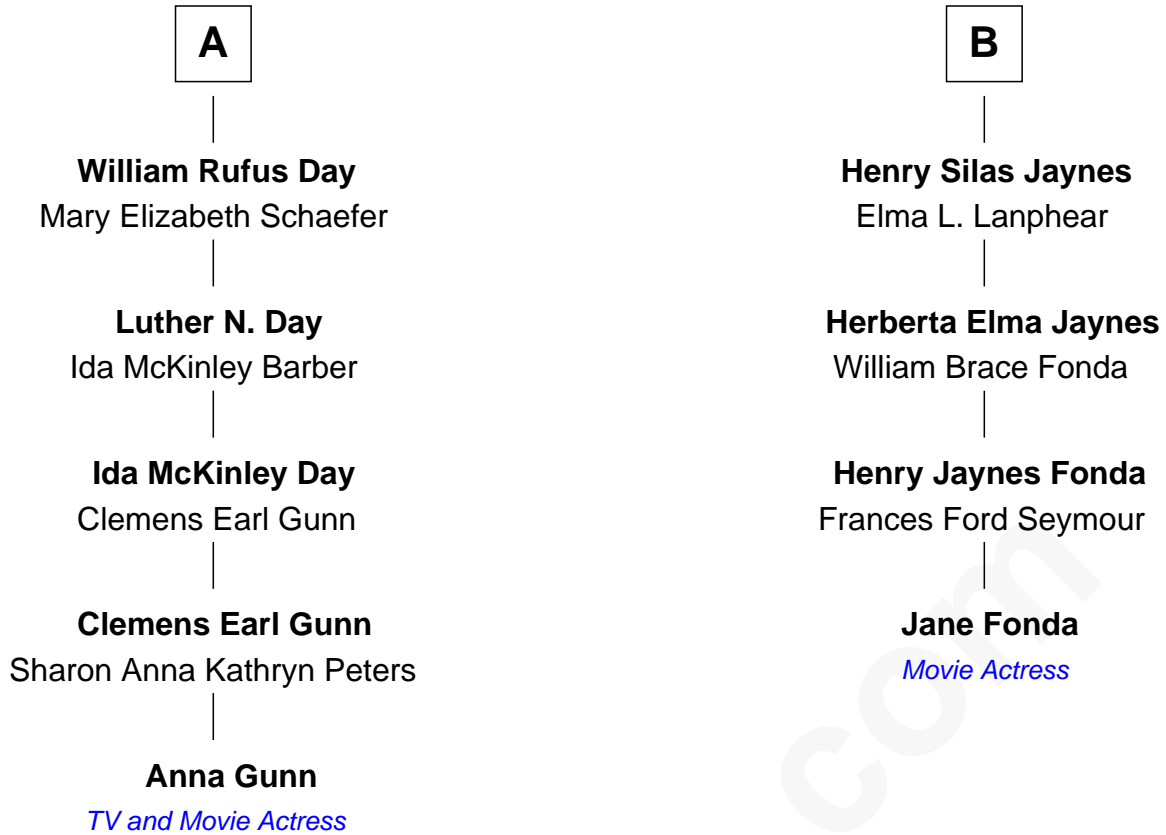 A
William Rufus Day
Mary Elizabeth Schaefer
Luther N. Day
Ida McKinley Barber
Ida McKinley Day
Clemens Earl Gunn
Clemens Earl Gunn
Sharon Anna Kathryn Peters
Anna Gunn
TV and Movie Actress
B
Henry Silas Jaynes
Elma L. Lanphear
Herberta Elma Jaynes
William Brace Fonda
Henry Jaynes Fonda
Frances Ford Seymour
Jane Fonda
Movie Actress
com